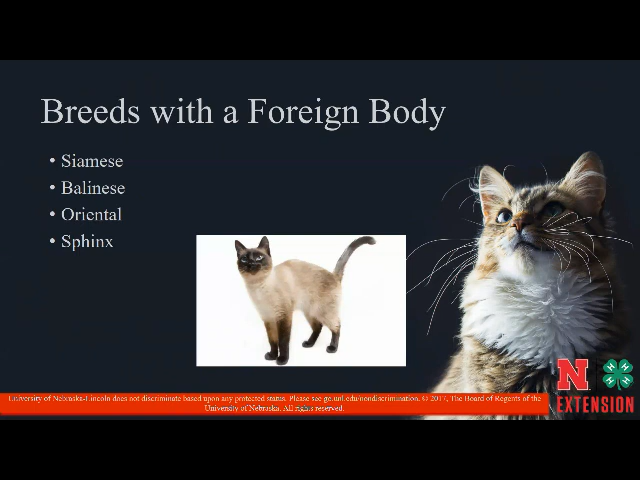 Breeds with a Foreign Body
• Siamese
• Balinese
• Oriental
• Sphinx
University of Nebraska-Lincoln does not discriminate based upon any protected status. Please see go.unl.edu/nondiscrimination. © 2017, The Board of Regents of the
University of Nebraska. All rights reserved.
N
H H H H
EXTENSION